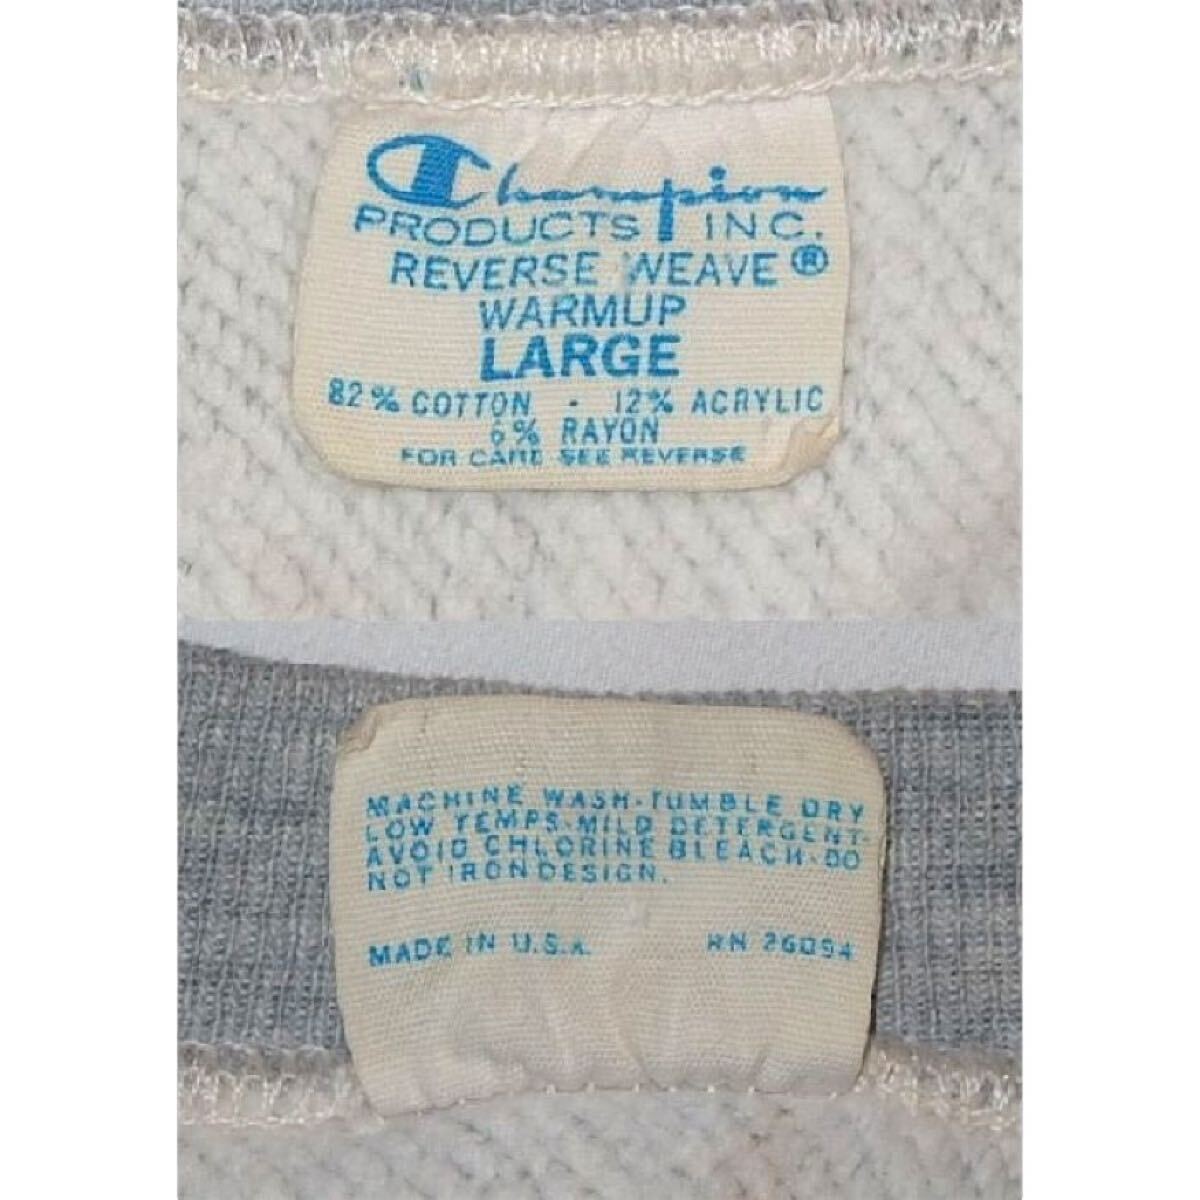 Champion
PRODUCTS INC.
REVERSE WEAVE®
WARMUP
LARGE
82% COTTON · 12% ACRYLIC
6% RAYON
FOR CARE SEE REVERSE
MACHINE WASH-TUMBLE DRY
LOW TEMPS-MILD DETERGENT-
AVOID CHLORINE BLEACH-DO
NOT IRON DESIGN.
MADE IN U.S.A. RN 26094